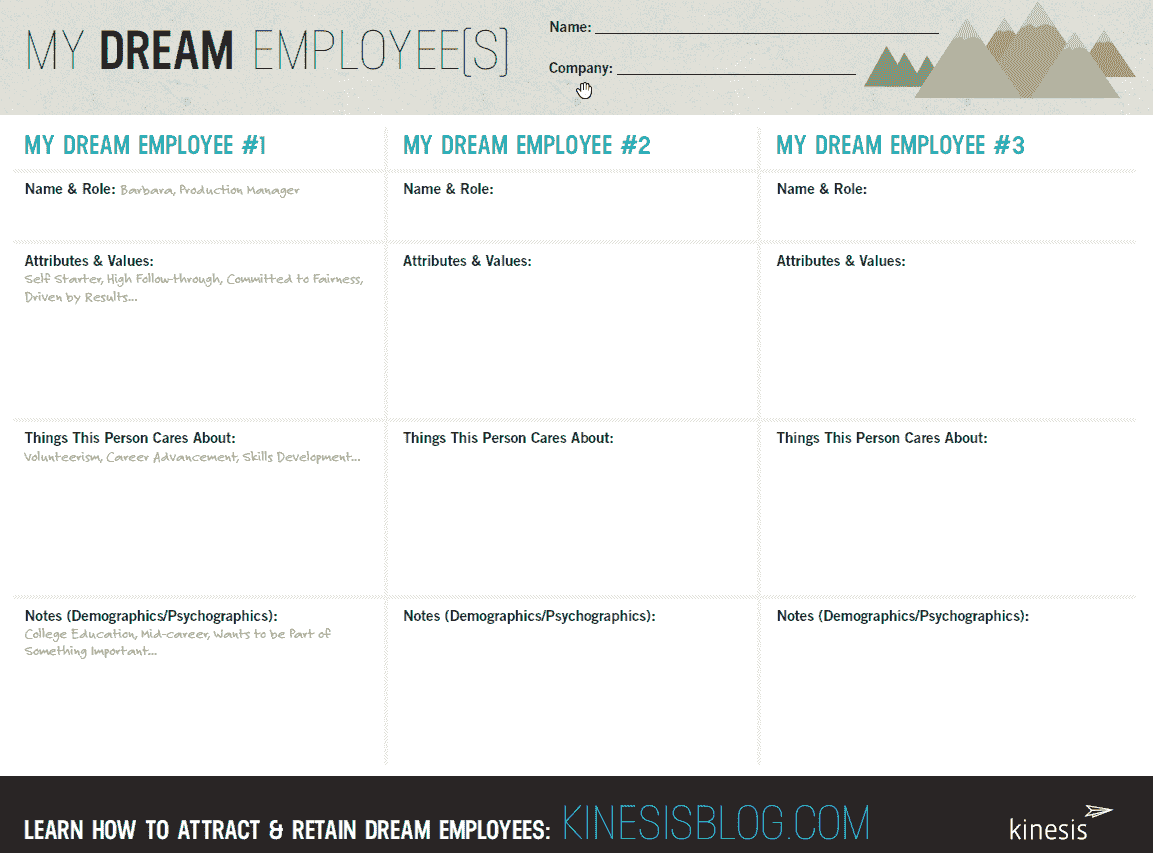 MY DREAM EMPLOYEE(S)
Name:
Company:
MY DREAM EMPLOYEE #1
Name & Role: Barbara, Production Manager
Attributes & Values:
Self Starter, High Follow-through, Committed to Fairness,
Driven by Results...
Things This Person Cares About:
Volunteerism, Career Advancement, Skills Development...
Notes (Demographics/Psychographics):
College Education, Mid-career, Wants to be Part of
Something Important...
MY DREAM EMPLOYEE #2
Name & Role:
Attributes & Values:
Things This Person Cares About:
Notes (Demographics/Psychographics):
MY DREAM EMPLOYEE #3
Name & Role:
Attributes & Values:
Things This Person Cares About:
Notes (Demographics/Psychographics):
LEARN HOW TO ATTRACT & RETAIN DREAM EMPLOYEES: KINESISBLOG.COM
kinesis